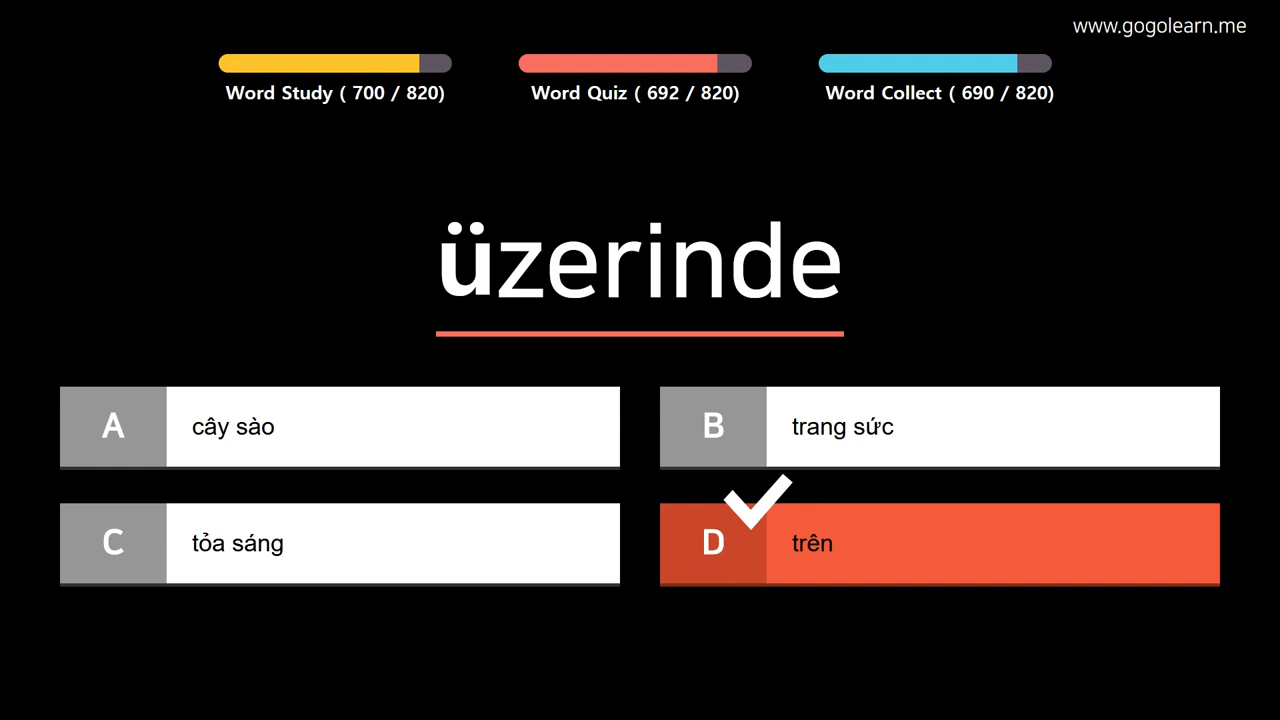 www.gogolearn.me
Word Study ( 700 / 820)
Word Quiz ( 692 / 820)
Word Collect ( 690 / 820)
üzerinde
A
cây sào
B
trang sức
C
tỏa sáng
D
trên